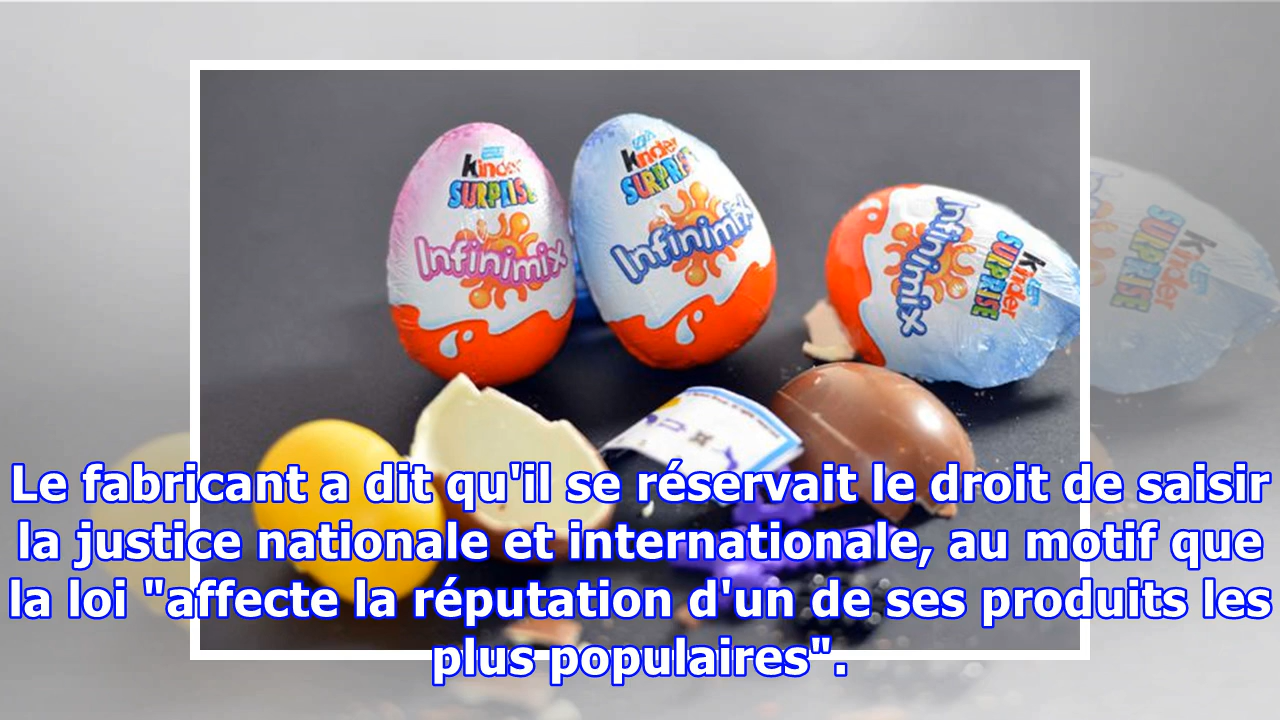 Kinder
SURPRISE
Infinimix
Kinder
SURPRISE
Infinimix
Kinder
SURPRISE
Infinimix
Kinder
SURPRISE
Le fabricant a dit qu'il se réservait le droit de saisir
la justice nationale et internationale, au motif que
la loi "affecte la réputation d'un de ses produits les
plus populaires".